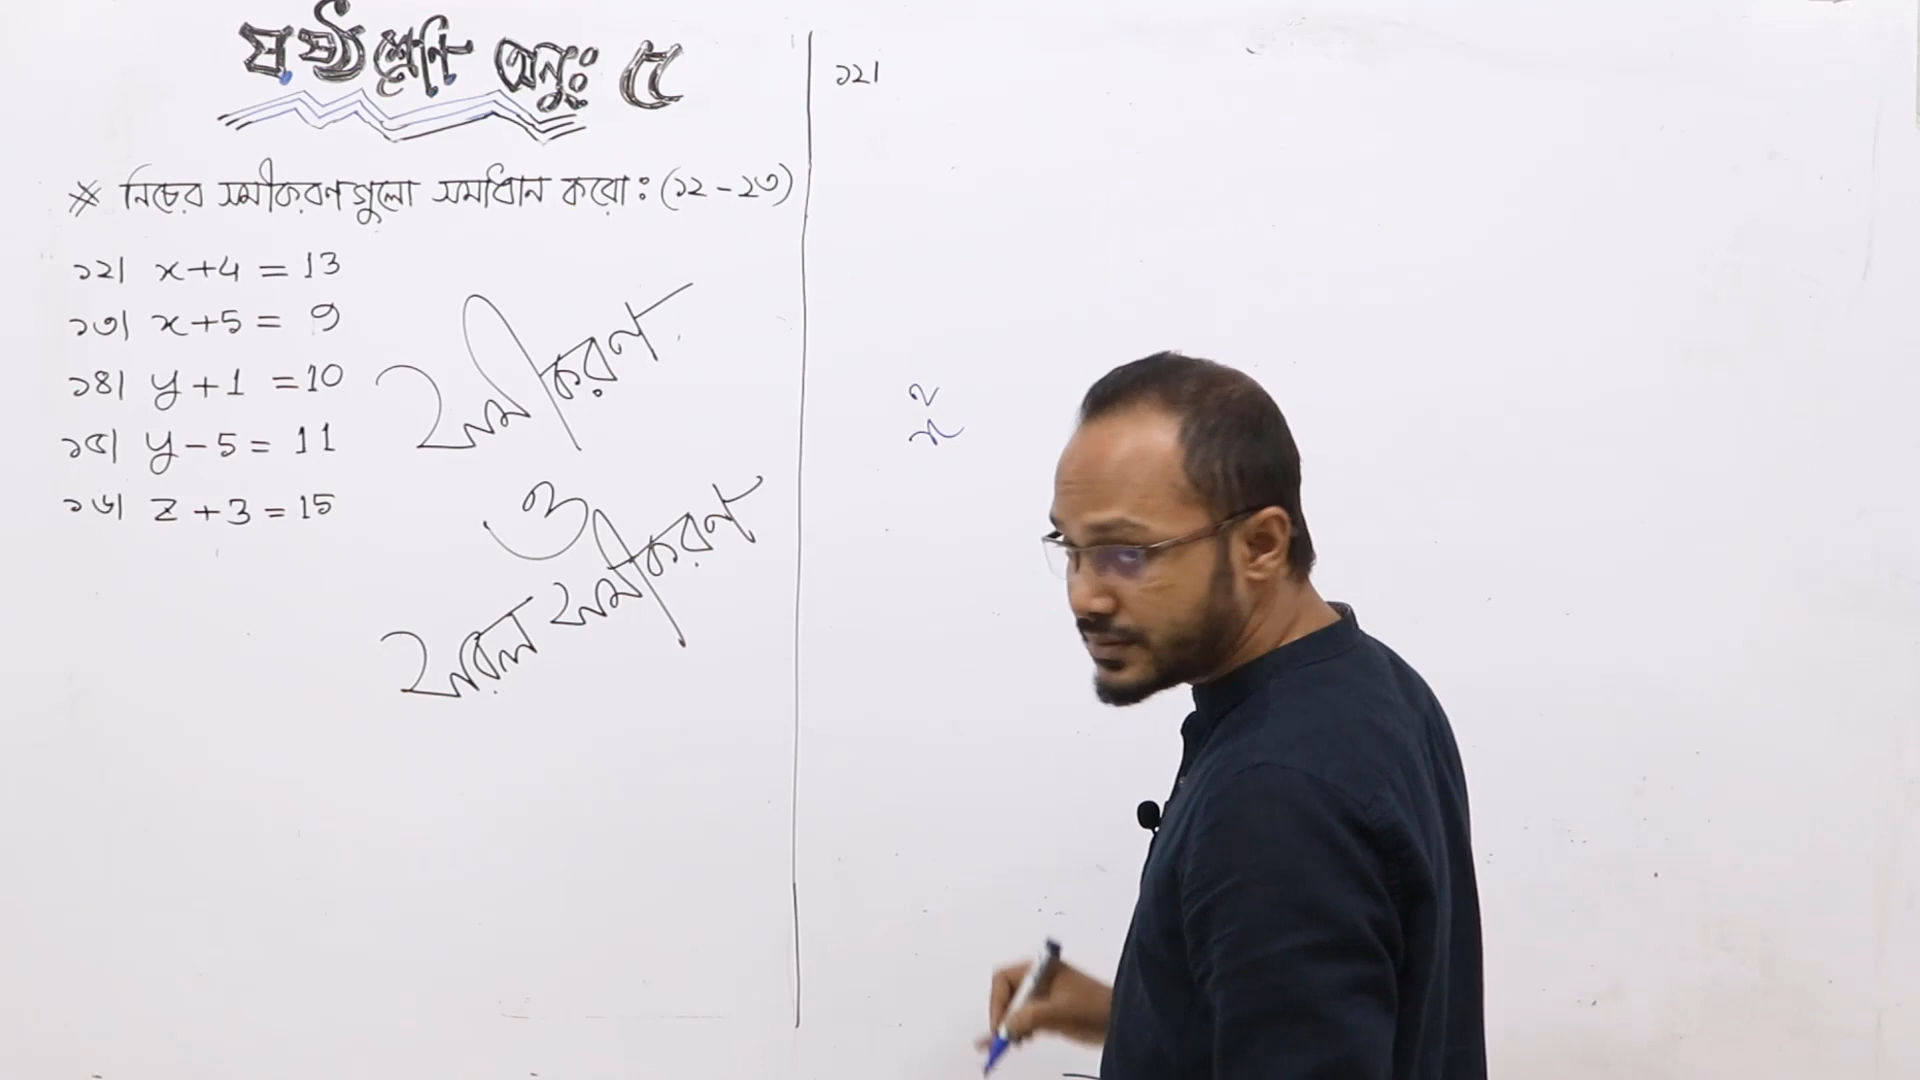 ষষ্ঠ শ্রেণি অনুঃ ৫
* নিচের সমীকরণগুলো সমাধান করো: (১২-২৩)
১২। x+4 = 13
১৩। x+5 = 9
১৪। y+1 = 10
১৫। y-5 = 11
১৬। z+3 = 15
সমীকরণ
ও
সরল সমীকরণ
১২।
২
x